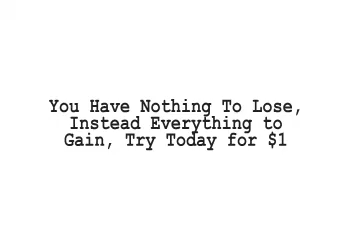 You Have Nothing To Lose,
Instead Everything to
Gain, Try Today for $1